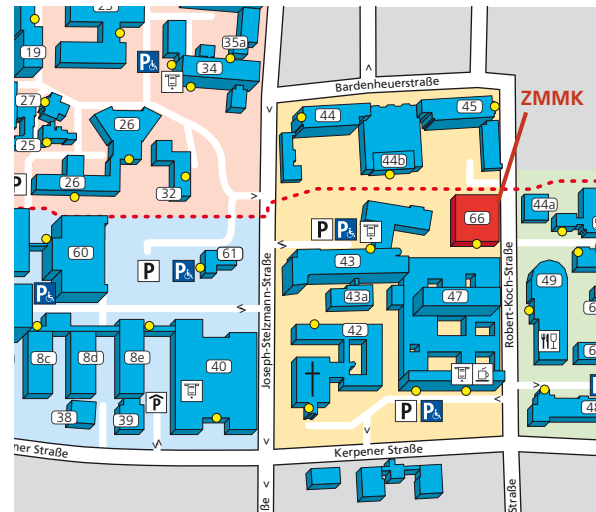 23
19
35a
34
P
Bardenheuerstraße
ZMMK
27
26
44
45
25
44b
26
32
P
44a
66
60
P
P
61
P
P
43
49
P
43a
47
Joseph-Stelzmann-Straße
Robert-Koch-Straße
42
8c
8d
8e
40
38
39
P
P
48
ner Straße
Kerpener Straße
ße
Straße